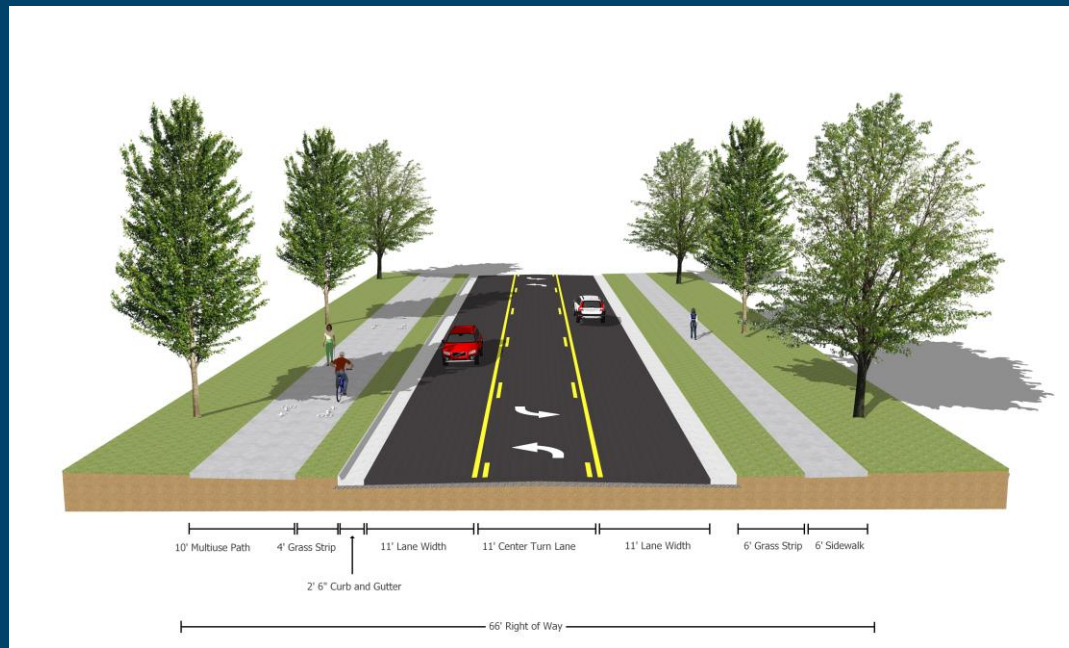 10' Multiuse Path
4' Grass Strip
11' Lane Width
11' Center Turn Lane
11' Lane Width
6' Grass Strip
6' Sidewalk
2' 6" Curb and Gutter
66' Right of Way